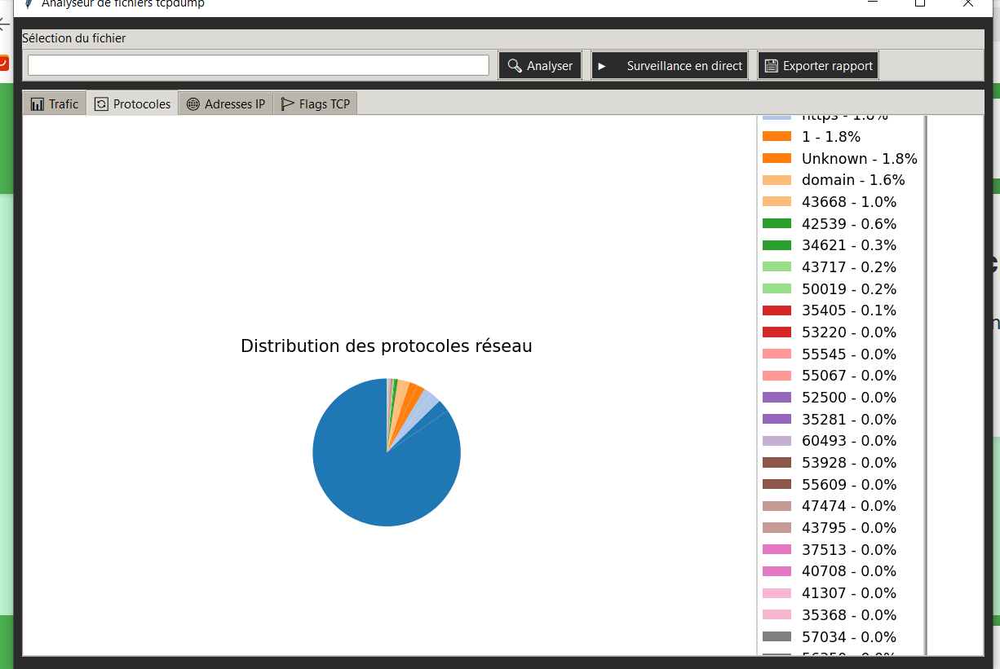 Analyseur de fichiers tcpdump
Sélection du fichier
Analyser
Surveillance en direct
Exporter rapport
Trafic
Protocoles
Adresses IP
Flags TCP
Distribution des protocoles réseau
https - 1.8%
1 - 1.8%
Unknown - 1.8%
domain - 1.6%
43668 - 1.0%
42539 - 0.6%
34621 - 0.3%
43717 - 0.2%
50019 - 0.2%
35405 - 0.1%
53220 - 0.0%
55545 - 0.0%
55067 - 0.0%
52500 - 0.0%
35281 - 0.0%
60493 - 0.0%
53928 - 0.0%
55609 - 0.0%
47474 - 0.0%
43795 - 0.0%
37513 - 0.0%
40708 - 0.0%
41307 - 0.0%
35368 - 0.0%
57034 - 0.0%